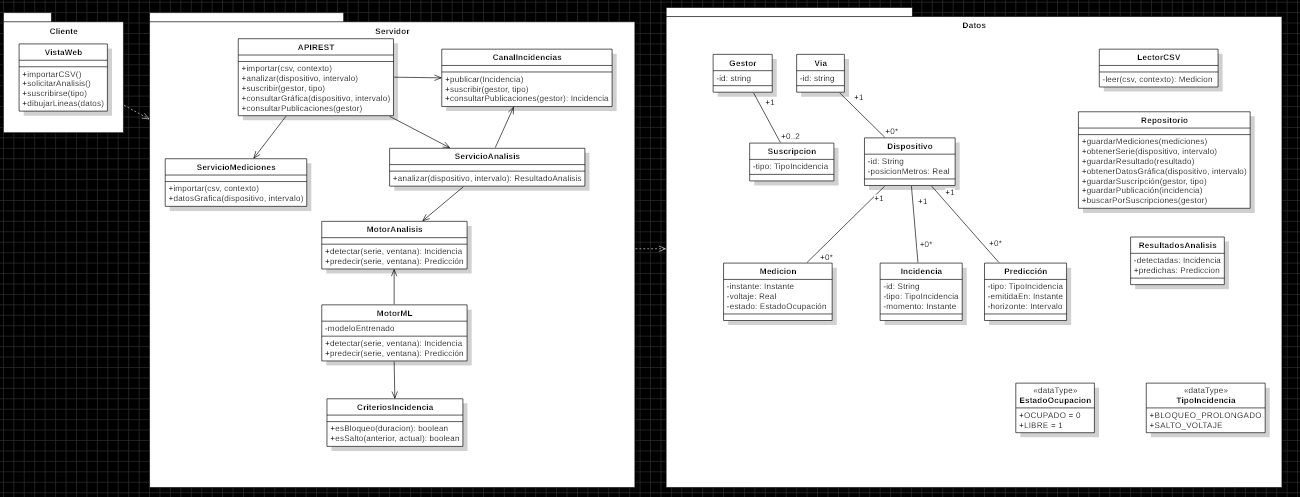 Cliente
VistaWeb
+importarCSV()
+solicitarAnalisis()
+suscribirse(tipo)
+dibujarLineas(datos)
Servidor
APIREST
+importar(csv, contexto)
+analizar(dispositivo, intervalo)
+suscribir(gestor, tipo)
+consultarGráfica(dispositivo, intervalo)
+consultarPublicaciones(gestor)
CanalIncidencias
+publicar(Incidencia)
+suscribir(gestor, tipo)
+consultarPublicaciones(gestor): Incidencia
ServicioMediciones
+importar(csv, contexto)
+datosGrafica(dispositivo, intervalo)
ServicioAnalisis
+analizar(dispositivo, intervalo): ResultadoAnalisis
MotorAnalisis
+detectar(serie, ventana): Incidencia
+predecir(serie, ventana): Predicción
MotorML
-modeloEntrenado
+detectar(serie, ventana): Incidencia
+predecir(serie, ventana): Predicción
CriteriosIncidencia
+esBloqueo(duracion): boolean
+esSalto(anterior, actual): boolean
Datos
Gestor
-id: string
Via
-id: string
+1
+1
+0..2
+0*
Suscripcion
-tipo: TipoIncidencia
Dispositivo
-id: String
-posicionMetros: Real
+1
+1
+1
+0*
+0*
+0*
Medicion
-instante: Instante
-voltaje: Real
-estado: EstadoOcupación
Incidencia
-id: String
-tipo: TipoIncidencia
-momento: Instante
Predicción
-tipo: TipoIncidencia
-emitidaEn: Instante
-horizonte: Intervalo
LectorCSV
-leer(csv, contexto): Medicion
Repositorio
+guardarMediciones(mediciones)
+obtenerSerie(dispositivo, intervalo)
+guardarResultado(resultado)
+obtenerDatosGráfica(dispositivo, intervalo)
+guardarSuscripción(gestor, tipo)
+guardarPublicación(incidencia)
+buscarPorSuscripciones(gestor)
ResultadosAnalisis
-detectadas: Incidencia
+predichas: Prediccion
«dataType»
EstadoOcupacion
+OCUPADO = 0
+LIBRE = 1
«dataType»
TipoIncidencia
+BLOQUEO_PROLONGADO
+SALTO_VOLTAJE